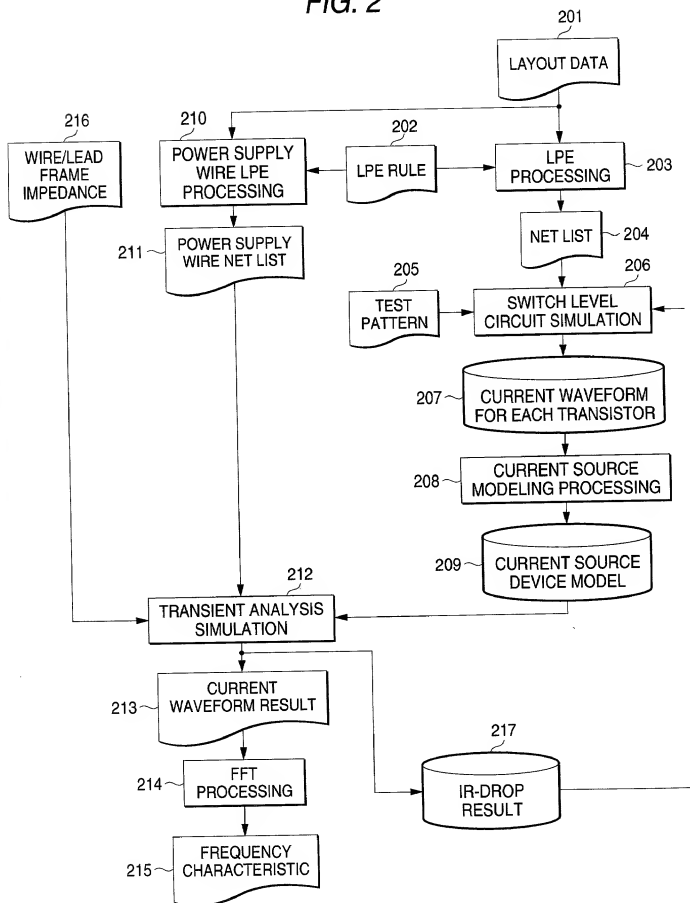 FIG. 2
201
LAYOUT DATA
216
WIRE/LEAD
FRAME
IMPEDANCE
210
POWER SUPPLY
WIRE LPE
PROCESSING
202
LPE RULE
LPE
PROCESSING
203
211
POWER SUPPLY
WIRE NET LIST
NET LIST
204
205
TEST
PATTERN
206
SWITCH LEVEL
CIRCUIT SIMULATION
207
CURRENT WAVEFORM
FOR EACH TRANSISTOR
208
CURRENT SOURCE
MODELING PROCESSING
209
CURRENT SOURCE
DEVICE MODEL
212
TRANSIENT ANALYSIS
SIMULATION
213
CURRENT
WAVEFORM RESULT
214
FFT
PROCESSING
217
IR-DROP
RESULT
215
FREQUENCY
CHARACTERISTIC